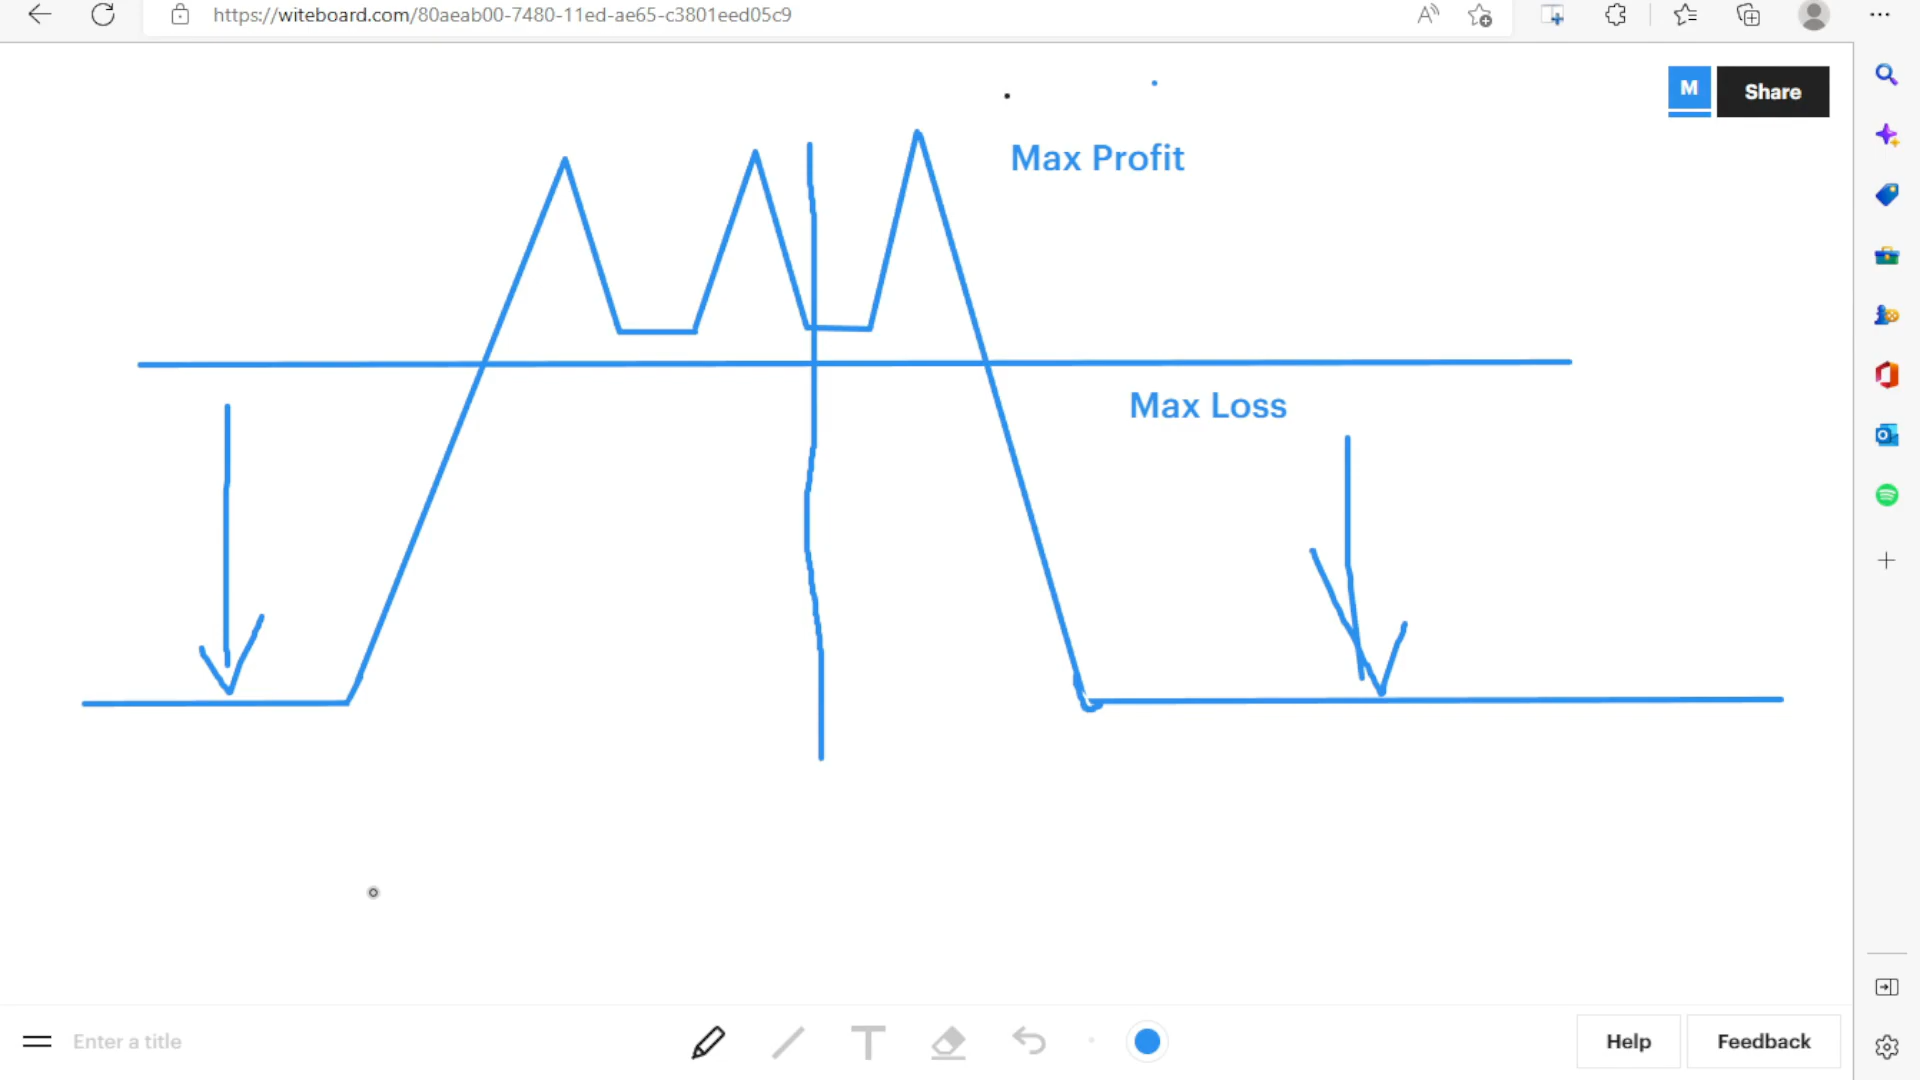 https://witeboard.com/80aeab00-7480-11ed-ae65-c3801eed05c9
M
Share
Max Profit
Max Loss
Enter a title
T
Help
Feedback